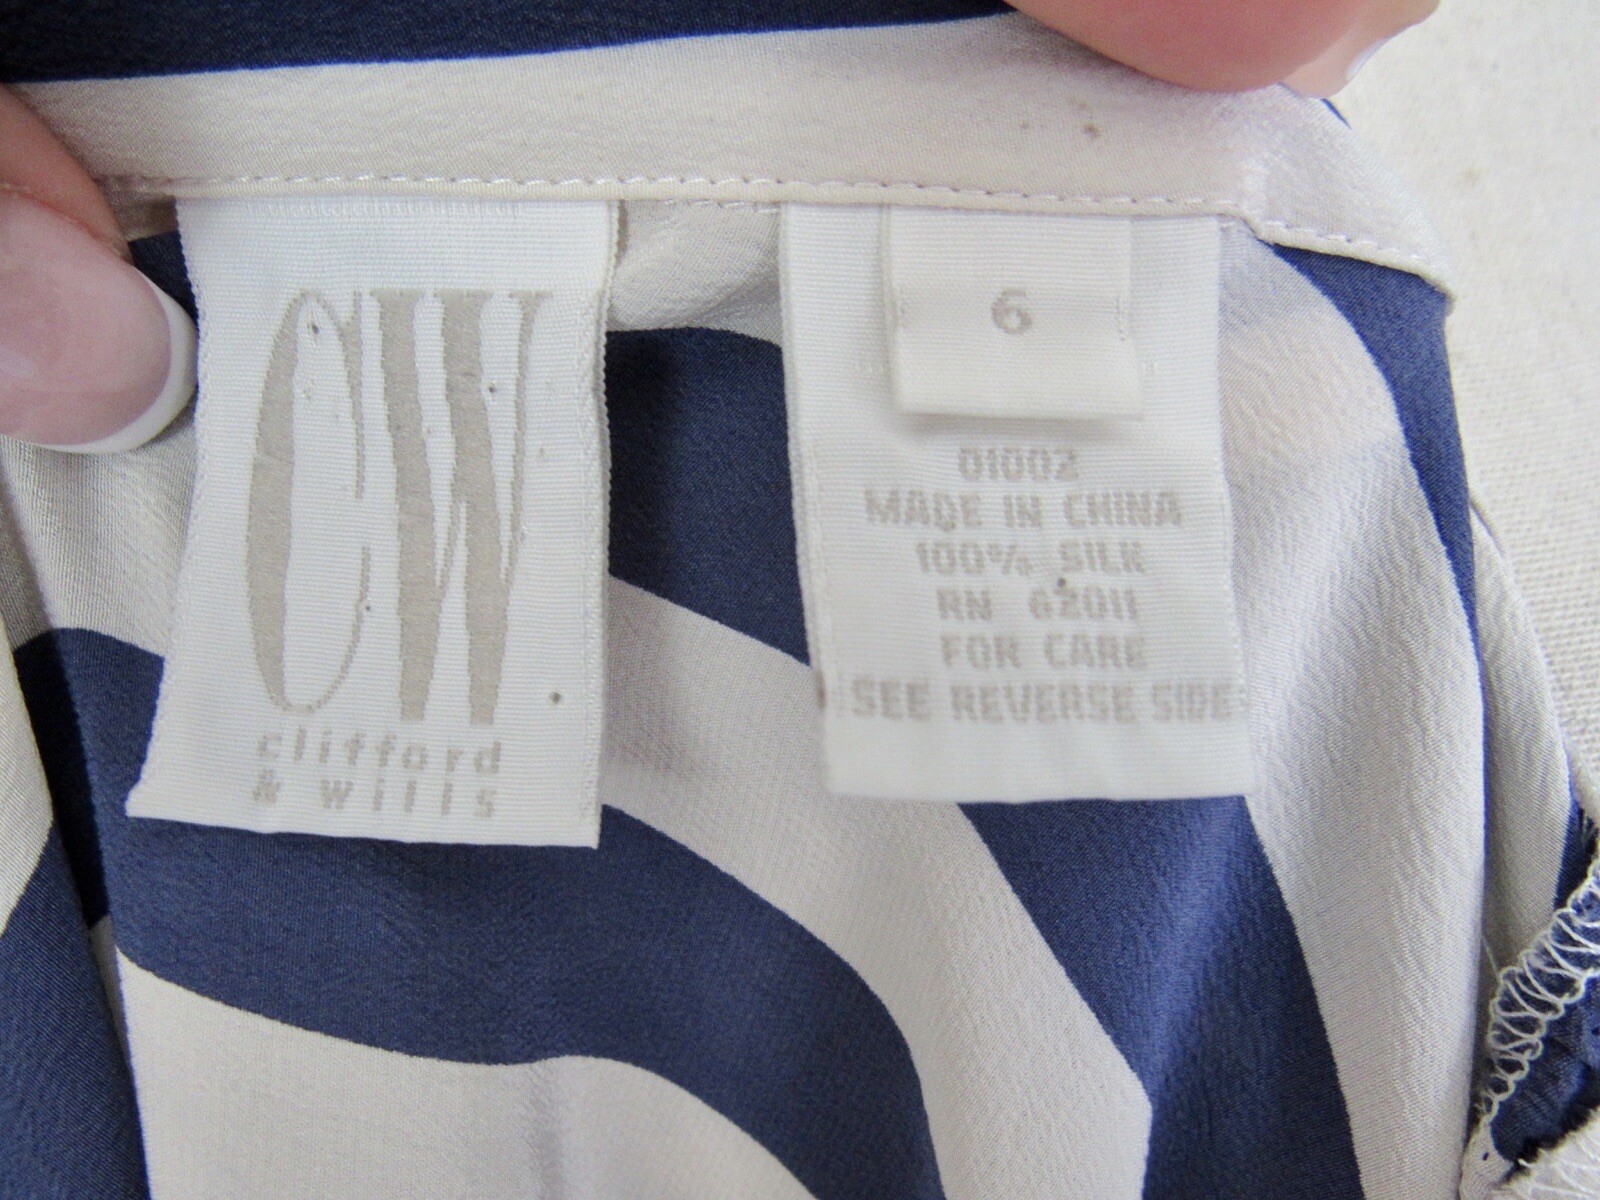 CW
clifford
& wills
6
01002
MADE IN CHINA
100% SILK
RN 62011
FOR CARE
SEE REVERSE SIDE